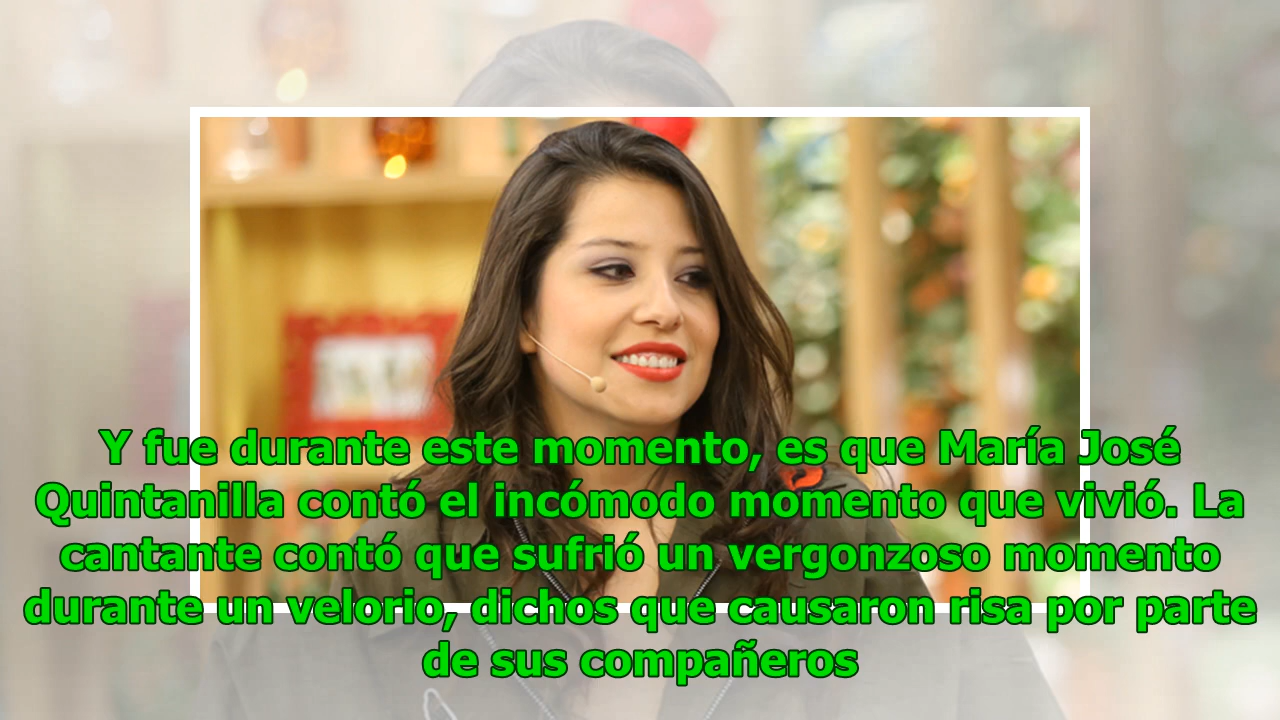 Y fue durante este momento, es que María José
Quintanilla contó el incómodo momento que vivió. La
cantante contó que sufrió un vergonzoso momento
durante un velorio, dichos que causaron risa por parte
de sus compañeros